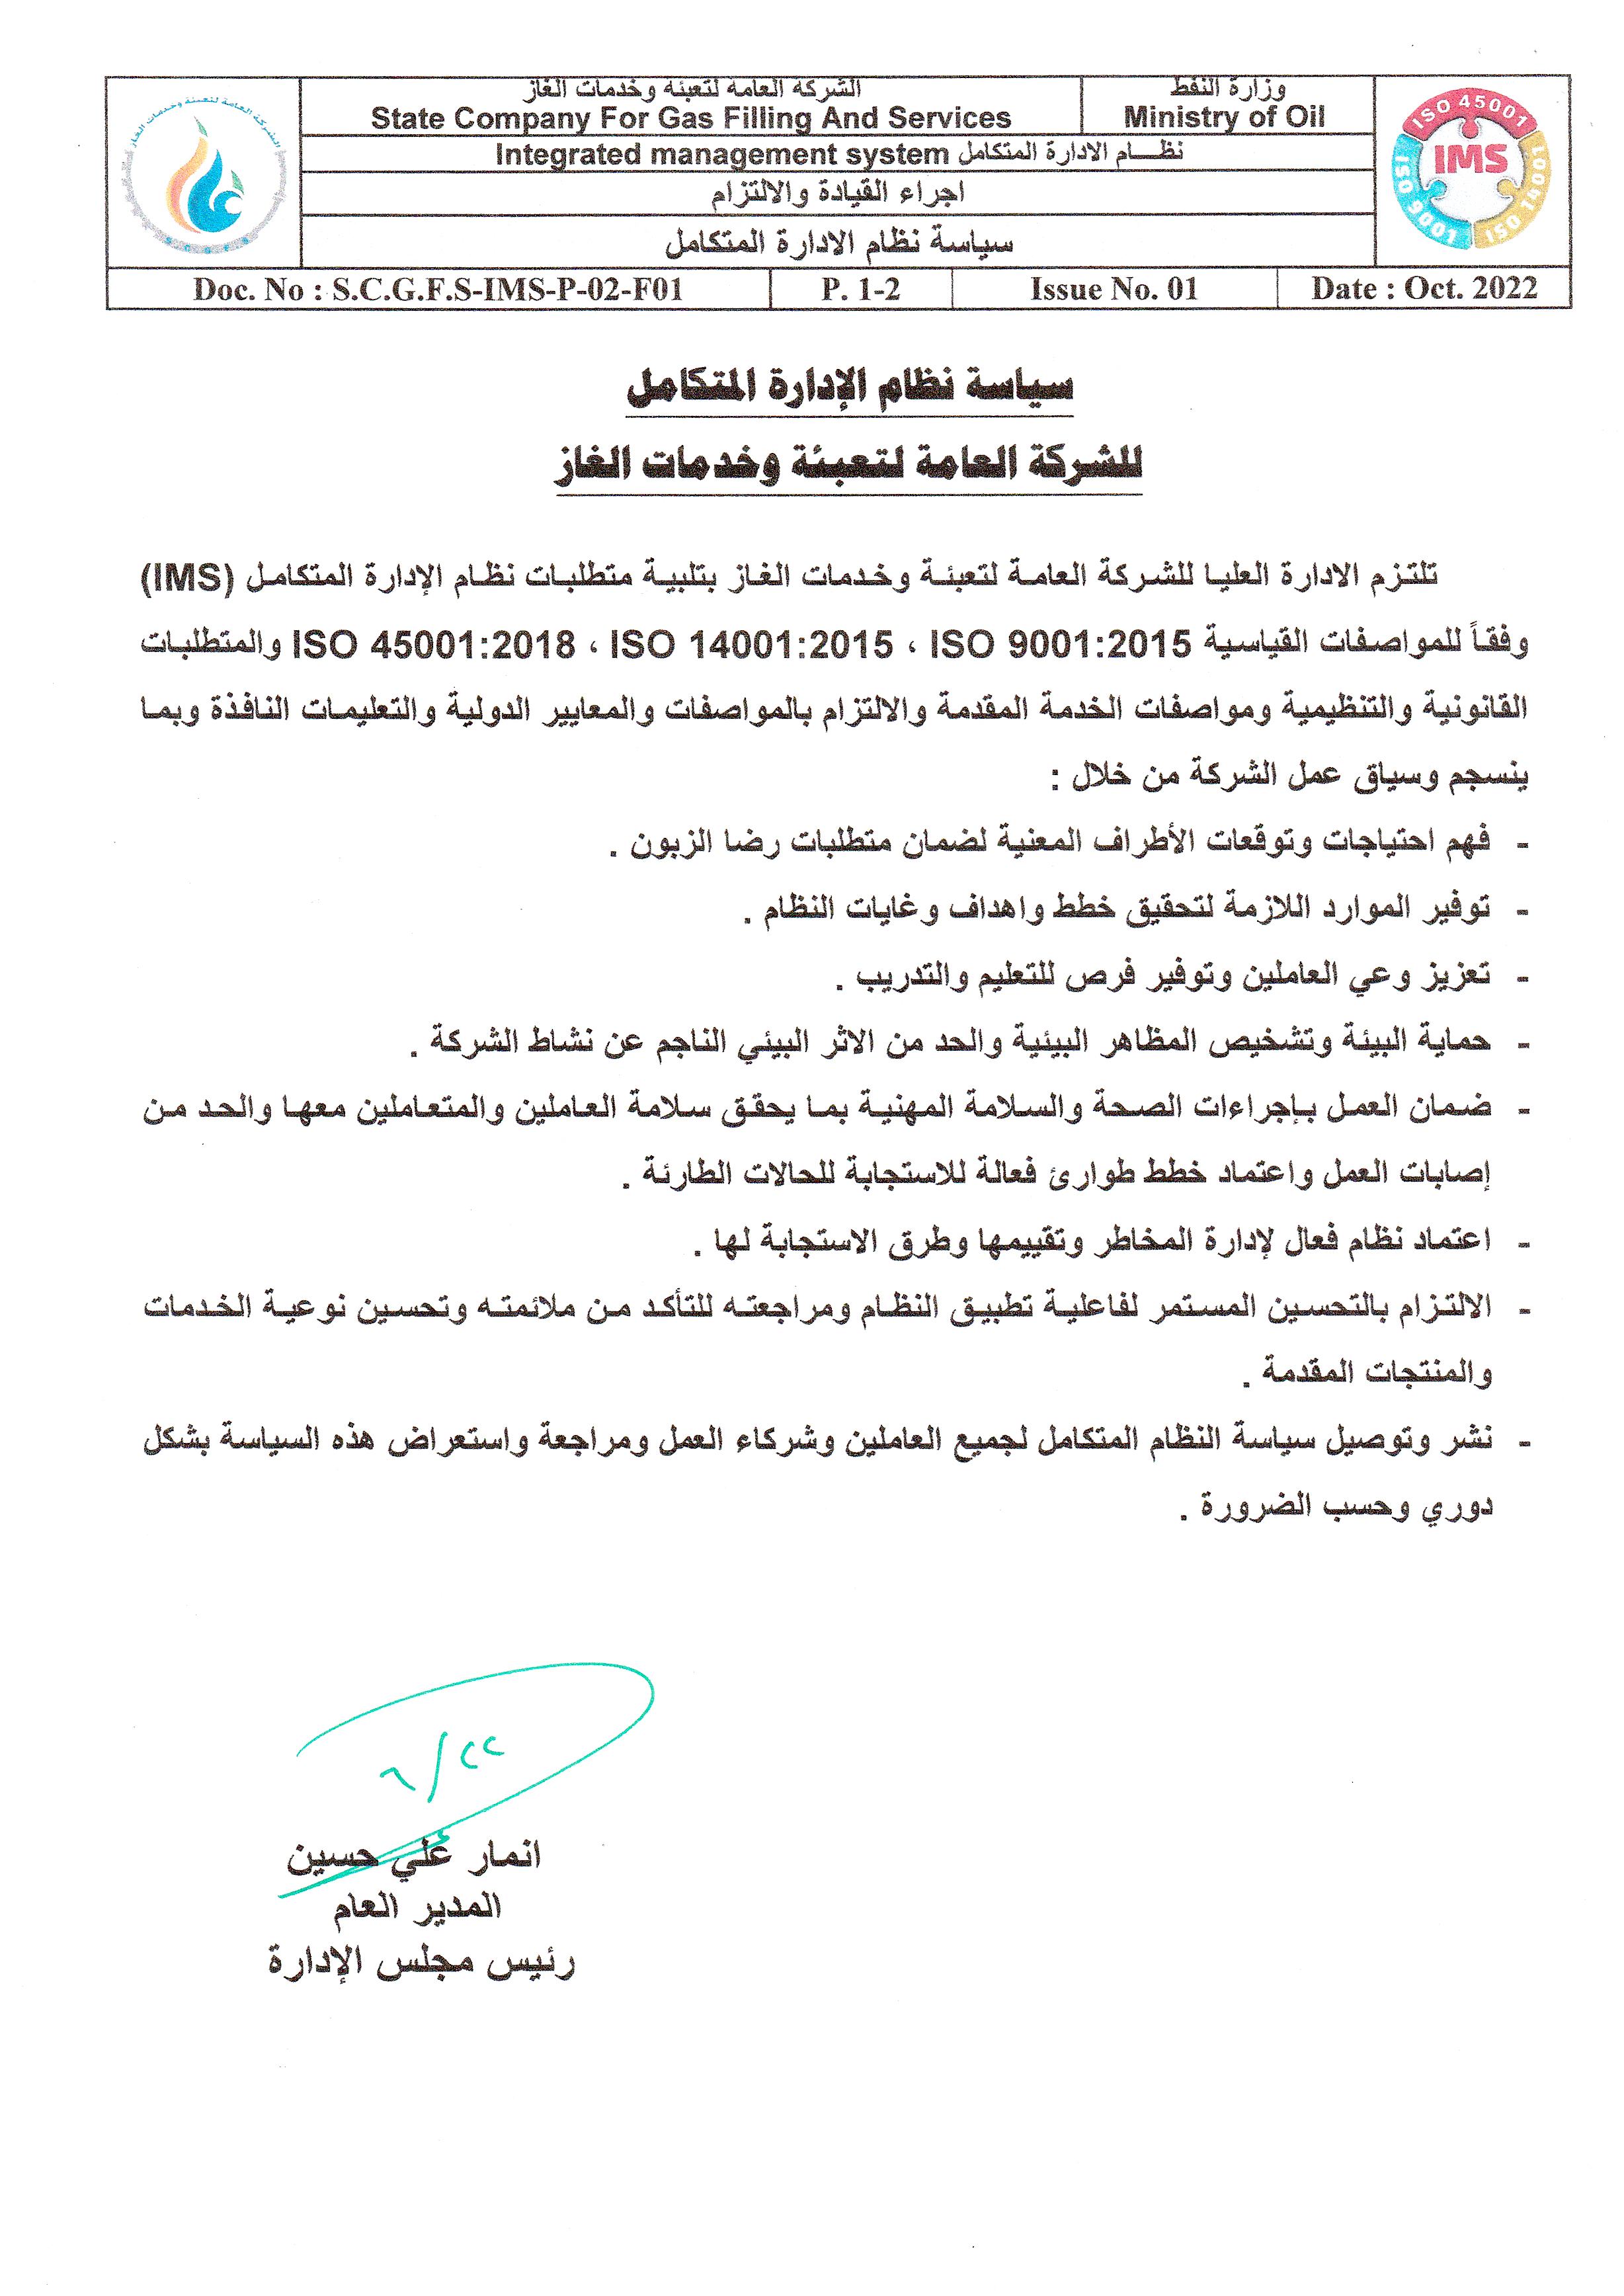 الشركة العامة لتعبئة وخدمات الغاز
وزارة النفط
State Company For Gas Filling And Services
Ministry of Oil
نظـــام الادارة المتكامل Integrated management system
اجراء القيادة والالتزام
سياسة نظام الادارة المتكامل
ISO 45001
IMS
ISO 9001
ISO 14001
الشركة العامة لتعبئة وخدمات الغاز
Doc. No : S.C.G.F.S-IMS-P-02-F01
P. 1-2
Issue No. 01
Date : Oct. 2022
سياسة نظام الإدارة المتكامل
للشركة العامة لتعبئة وخدمات الغاز
تلتزم الادارة العليا للشركة العامة لتعبئة وخدمات الغاز بتلبية متطلبات نظام الإدارة المتكامل (IMS)
وفقاً للمواصفات القياسية ISO 9001:2015 ، ISO 14001:2015 ، ISO 45001:2018 والمتطلبات
القانونية والتنظيمية ومواصفات الخدمة المقدمة والالتزام بالمواصفات والمعايير الدولية والتعليمات النافذة وبما
ينسجم وسياق عمل الشركة من خلال :
- فهم احتياجات وتوقعات الأطراف المعنية لضمان متطلبات رضا الزبون .
- توفير الموارد اللازمة لتحقيق خطط واهداف وغايات النظام .
- تعزيز وعي العاملين وتوفير فرص للتعليم والتدريب .
- حماية البيئة وتشخيص المظاهر البيئية والحد من الاثر البيئي الناجم عن نشاط الشركة .
- ضمان العمل بإجراءات الصحة والسلامة المهنية بما يحقق سلامة العاملين والمتعاملين معها والحد من
إصابات العمل واعتماد خطط طوارئ فعالة للاستجابة للحالات الطارئة .
- اعتماد نظام فعال لإدارة المخاطر وتقييمها وطرق الاستجابة لها .
- الالتزام بالتحسين المستمر لفاعلية تطبيق النظام ومراجعته للتأكد من ملائمته وتحسين نوعية الخدمات
والمنتجات المقدمة .
- نشر وتوصيل سياسة النظام المتكامل لجميع العاملين وشركاء العمل ومراجعة واستعراض هذه السياسة بشكل
دوري وحسب الضرورة .
٦/٢٢
انمار علي حسين
المدير العام
رئيس مجلس الإدارة